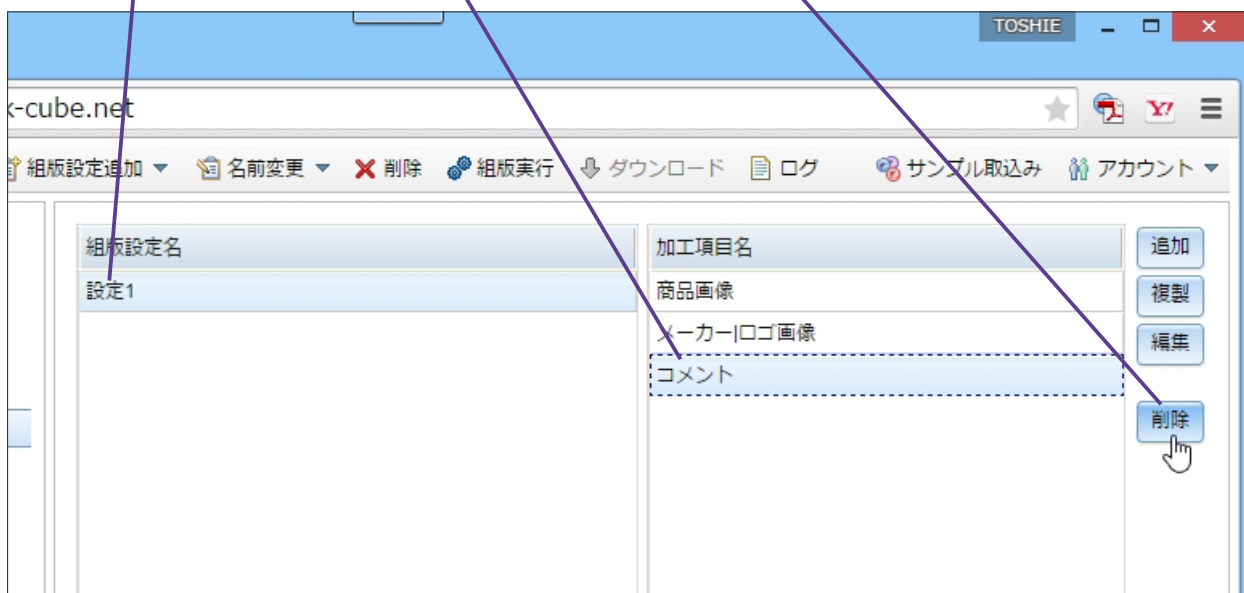 TOSHIE
k-cube.net
組版設定追加 名前変更 削除 組版実行 ダウンロード ログ サンプル取込み アカウント
組版設定名
設定1
加工項目名
商品画像
メーカー|ロゴ画像
コメント
追加
複製
編集
削除